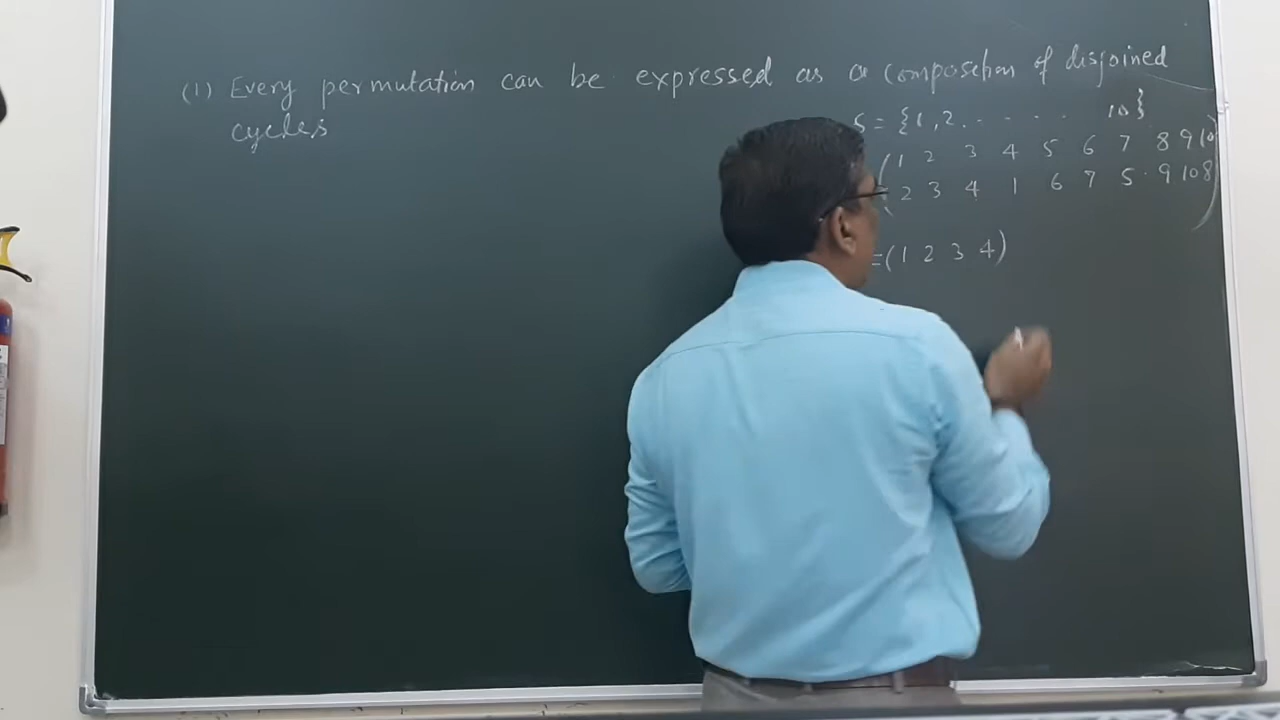 (1) Every permutation can be expressed as a composetion of disjoined
cycles
S = {1, 2 . - . . . . 10}
( 1 2 3 4 5 6 7 8 9 10 )
( 2 3 4 1 6 7 5 . 9 10 8 )
= (1 2 3 4)